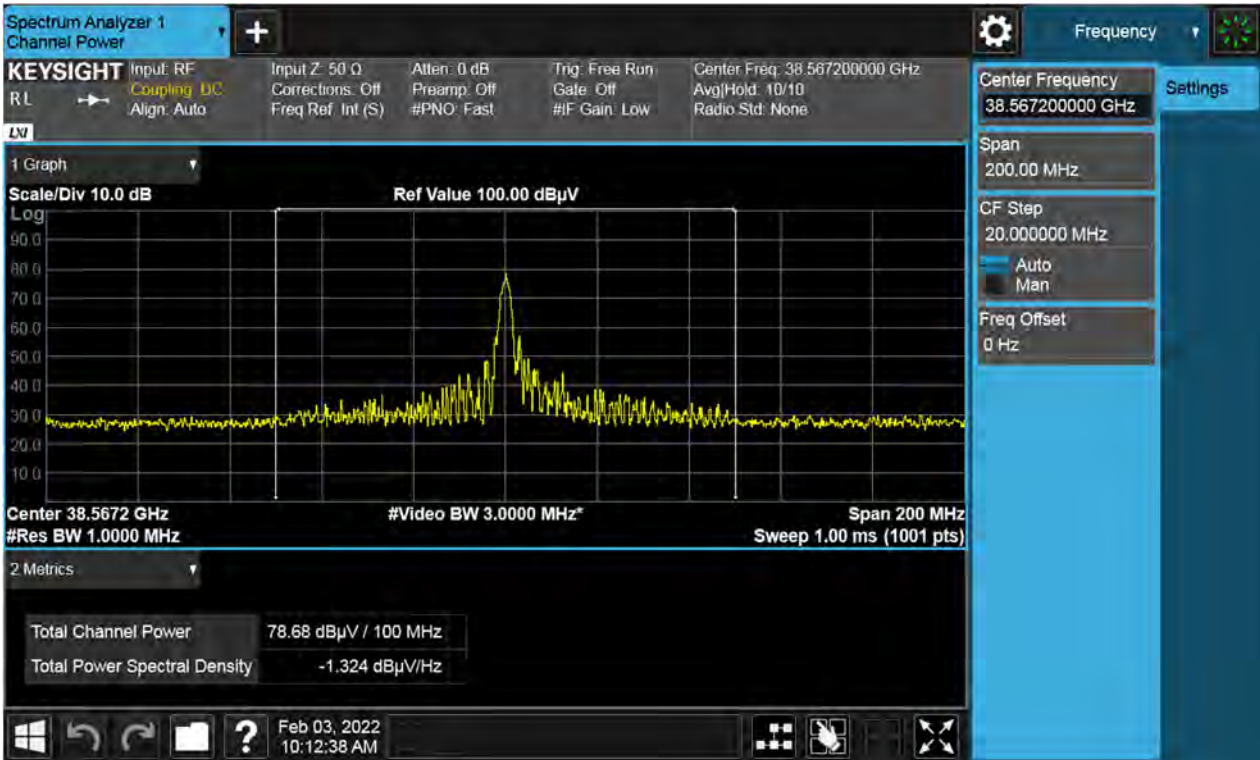 Spectrum Analyzer 1
Channel Power
+
Frequency
KEYSIGHT
RL
LXI
Input: RF
Coupling: DC
Align: Auto
Input Z: 50 Ω
Corrections: Off
Freq Ref: Int (S)
Atten: 0 dB
Preamp: Off
#PNO: Fast
Trig: Free Run
Gate: Off
#IF Gain: Low
Center Freq: 38.567200000 GHz
Avg|Hold: 10/10
Radio Std: None
Center Frequency
38.567200000 GHz
Settings
Span
200.00 MHz
CF Step
20.000000 MHz
Auto
Man
Freq Offset
0 Hz
1 Graph
Scale/Div 10.0 dB
Ref Value 100.00 dBµV
Log
90.0
80.0
70.0
60.0
50.0
40.0
30.0
20.0
10.0
Center 38.5672 GHz
#Video BW 3.0000 MHz*
Span 200 MHz
#Res BW 1.0000 MHz
Sweep 1.00 ms (1001 pts)
2 Metrics
Total Channel Power
78.68 dBµV / 100 MHz
Total Power Spectral Density
-1.324 dBµV/Hz
?
Feb 03, 2022
10:12:38 AM